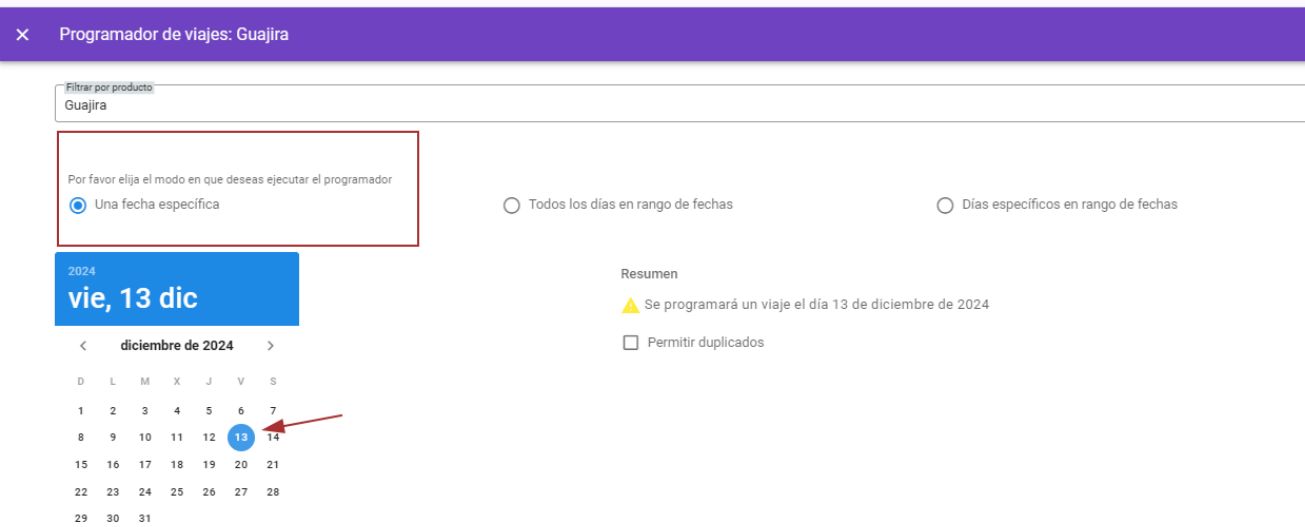 Programador de viajes: Guajira
Filtrar por producto
Guajira
Por favor elija el modo en que deseas ejecutar el programador
Una fecha específica
Todos los días en rango de fechas
Días específicos en rango de fechas
2024
vie, 13 dic
Resumen
Se programará un viaje el día 13 de diciembre de 2024
Permitir duplicados
diciembre de 2024
D L M X J V S
1 2 3 4 5 6 7
8 9 10 11 12 13 14
15 16 17 18 19 20 21
22 23 24 25 26 27 28
29 30 31